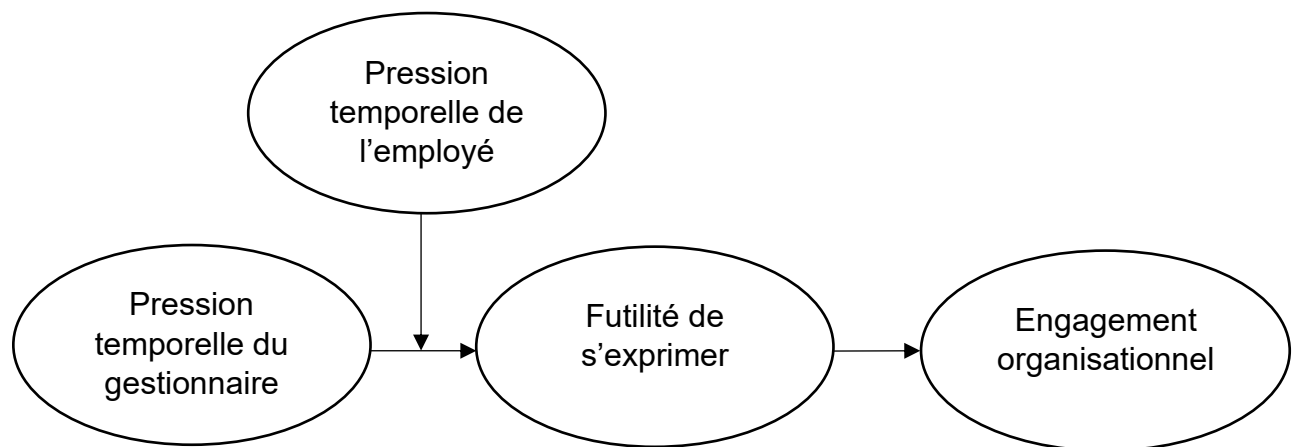 Pression
temporelle de
l’employé
Pression
temporelle du
gestionnaire
Futilité de
s’exprimer
Engagement
organisationnel